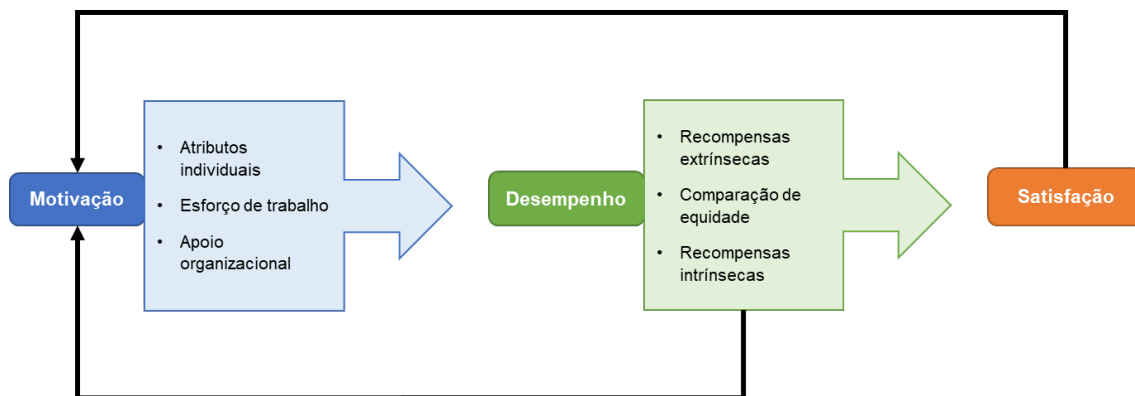 Motivação
• Atributos
individuais
• Esforço de trabalho
• Apoio
organizacional
Desempenho
• Recompensas
extrínsecas
• Comparação de
equidade
• Recompensas
intrínsecas
Satisfação